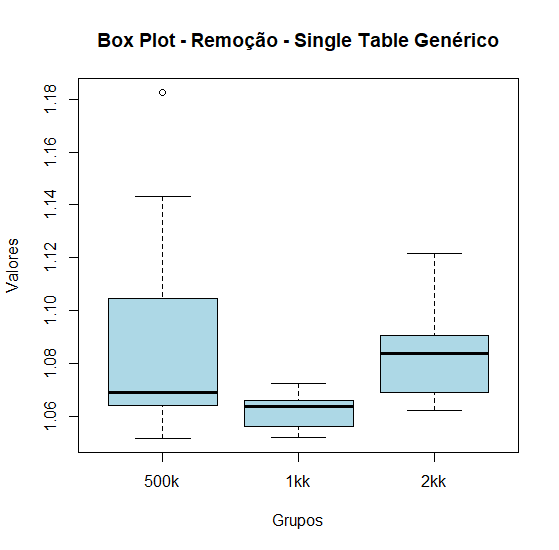 Box Plot - Remoção - Single Table Genérico
Valores
1.18
1.16
1.14
1.12
1.10
1.08
1.06
500k
1kk
2kk
Grupos